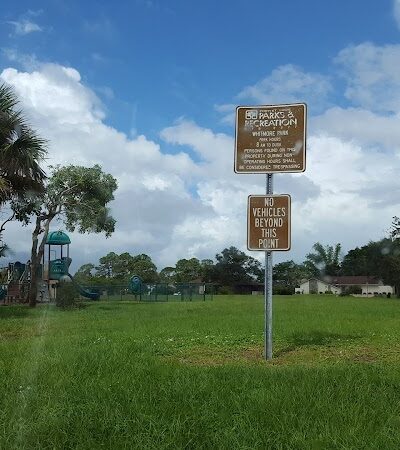 PARKS &
RECREATION
WHITMORE PARK
PARK HOURS
8 AM TO DUSK
PERSONS FOUND ON THIS
PROPERTY DURING NON-
OPERATING HOURS SHALL
BE CONSIDERED TRESPASSING
NO
VEHICLES
BEYOND
THIS
POINT